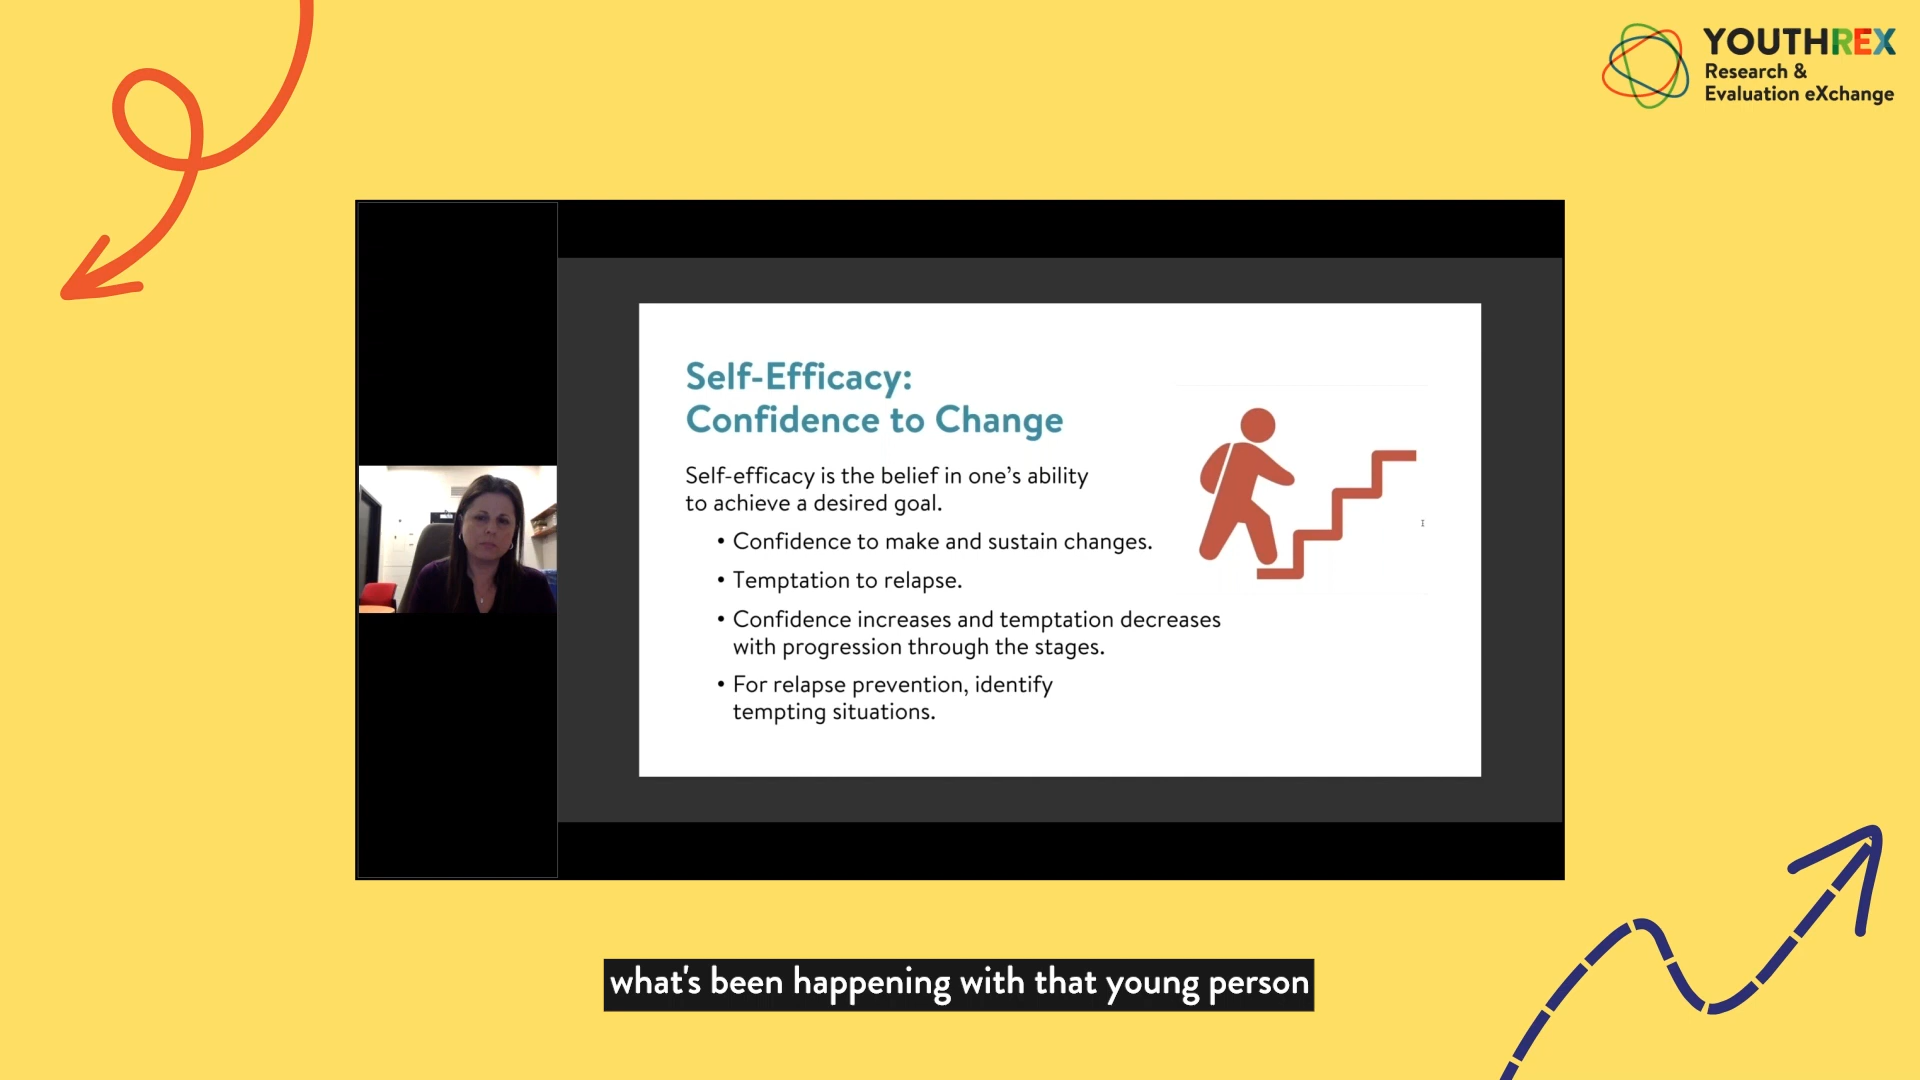 YOUTHREX
Research &
Evaluation eXchange
Self-Efficacy:
Confidence to Change
Self-efficacy is the belief in one's ability
to achieve a desired goal.
• Confidence to make and sustain changes.
• Temptation to relapse.
• Confidence increases and temptation decreases
with progression through the stages.
• For relapse prevention, identify
tempting situations.
what's been happening with that young person